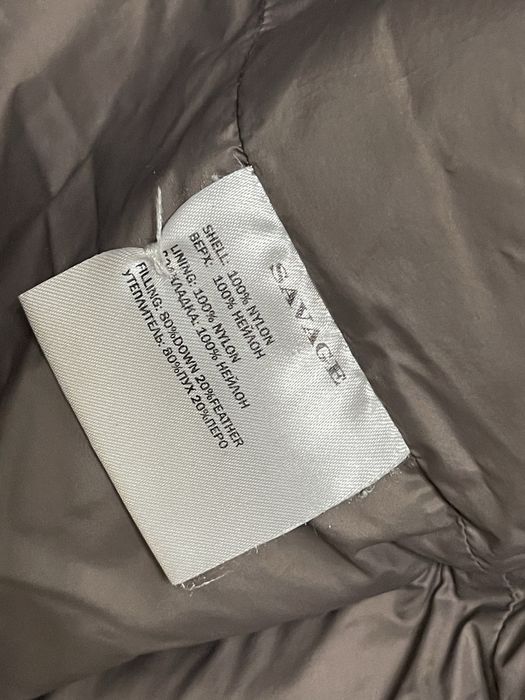 SAVAGE
SHELL: 100% NYLON
ВЕРХ: 100% НЕЙЛОН
LINING: 100% NYLON
ПОДКЛАДКА: 100% НЕЙЛОН
FILLING: 80%DOWN 20%FEATHER
УТЕПЛИТЕЛЬ: 80%ПУХ 20%ПЕРО